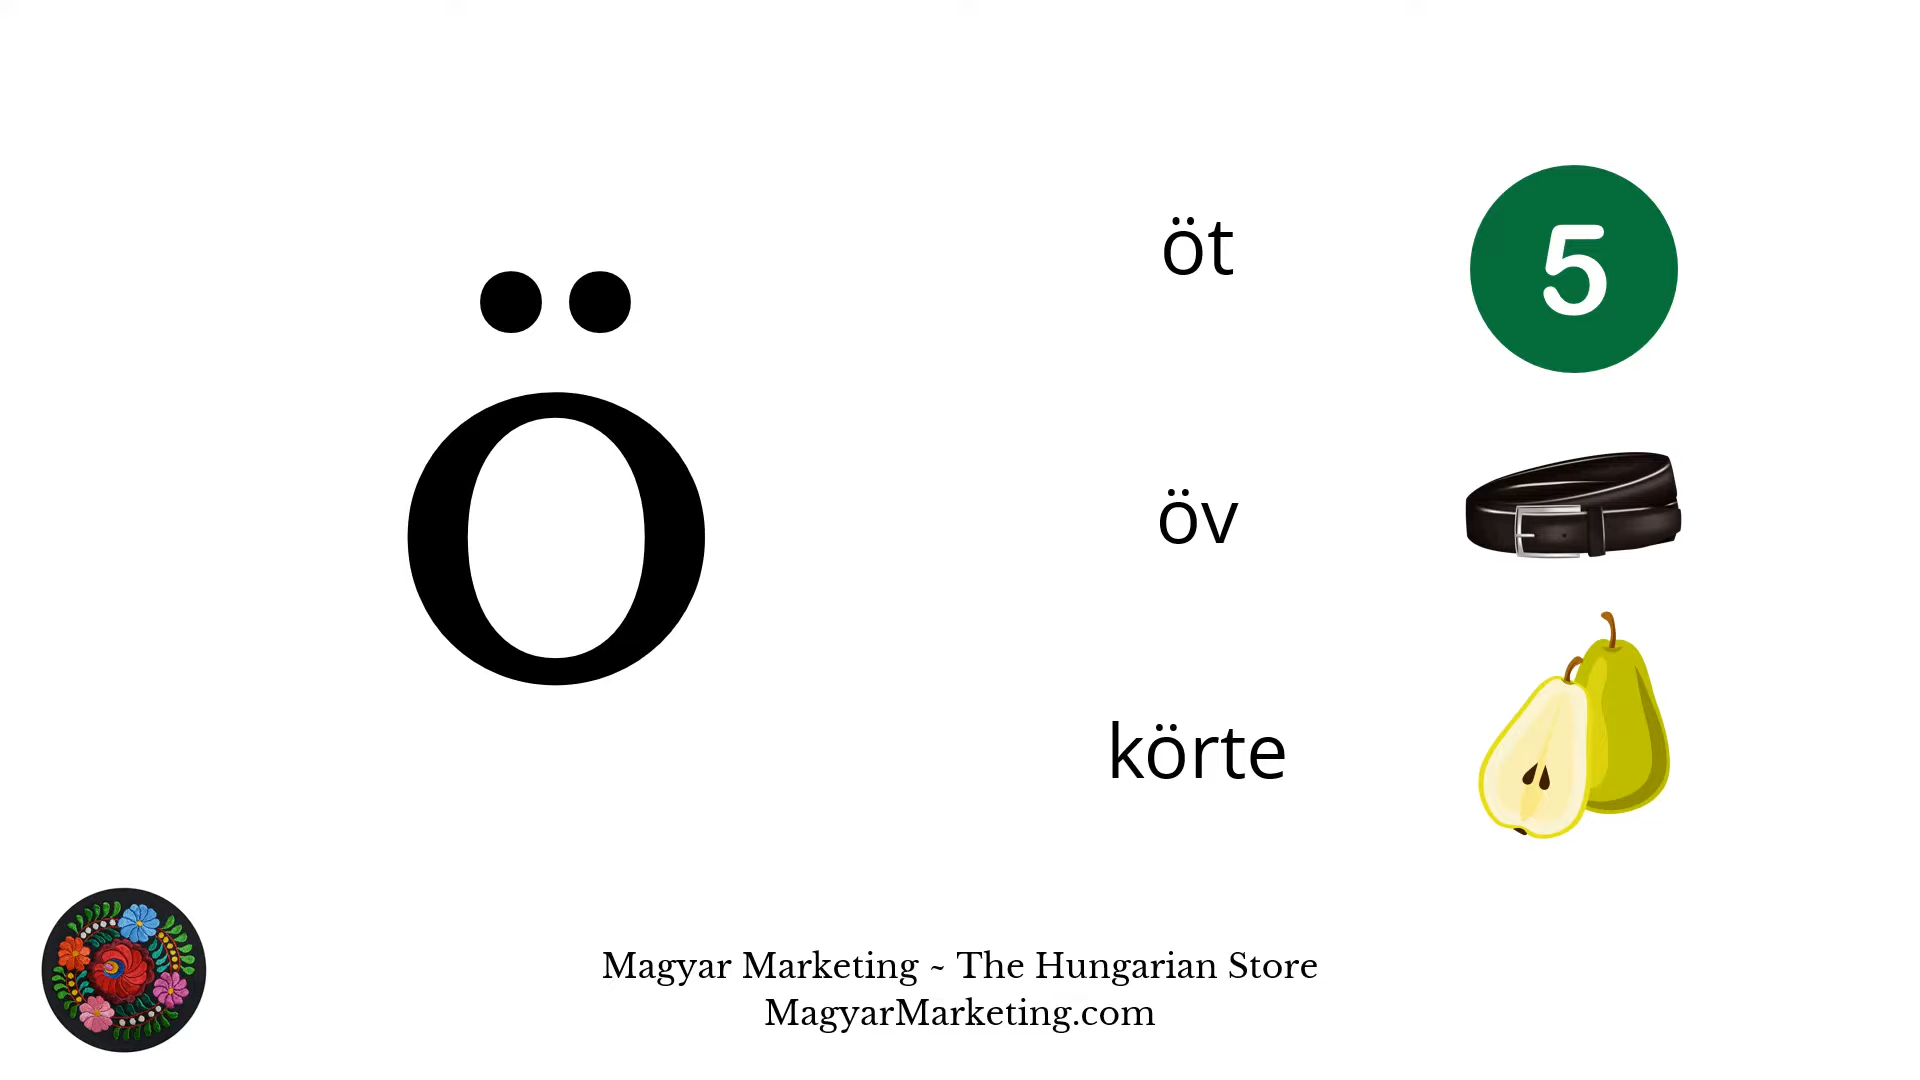 ö
öt
5
öv
körte
Magyar Marketing ~ The Hungarian Store
MagyarMarketing.com